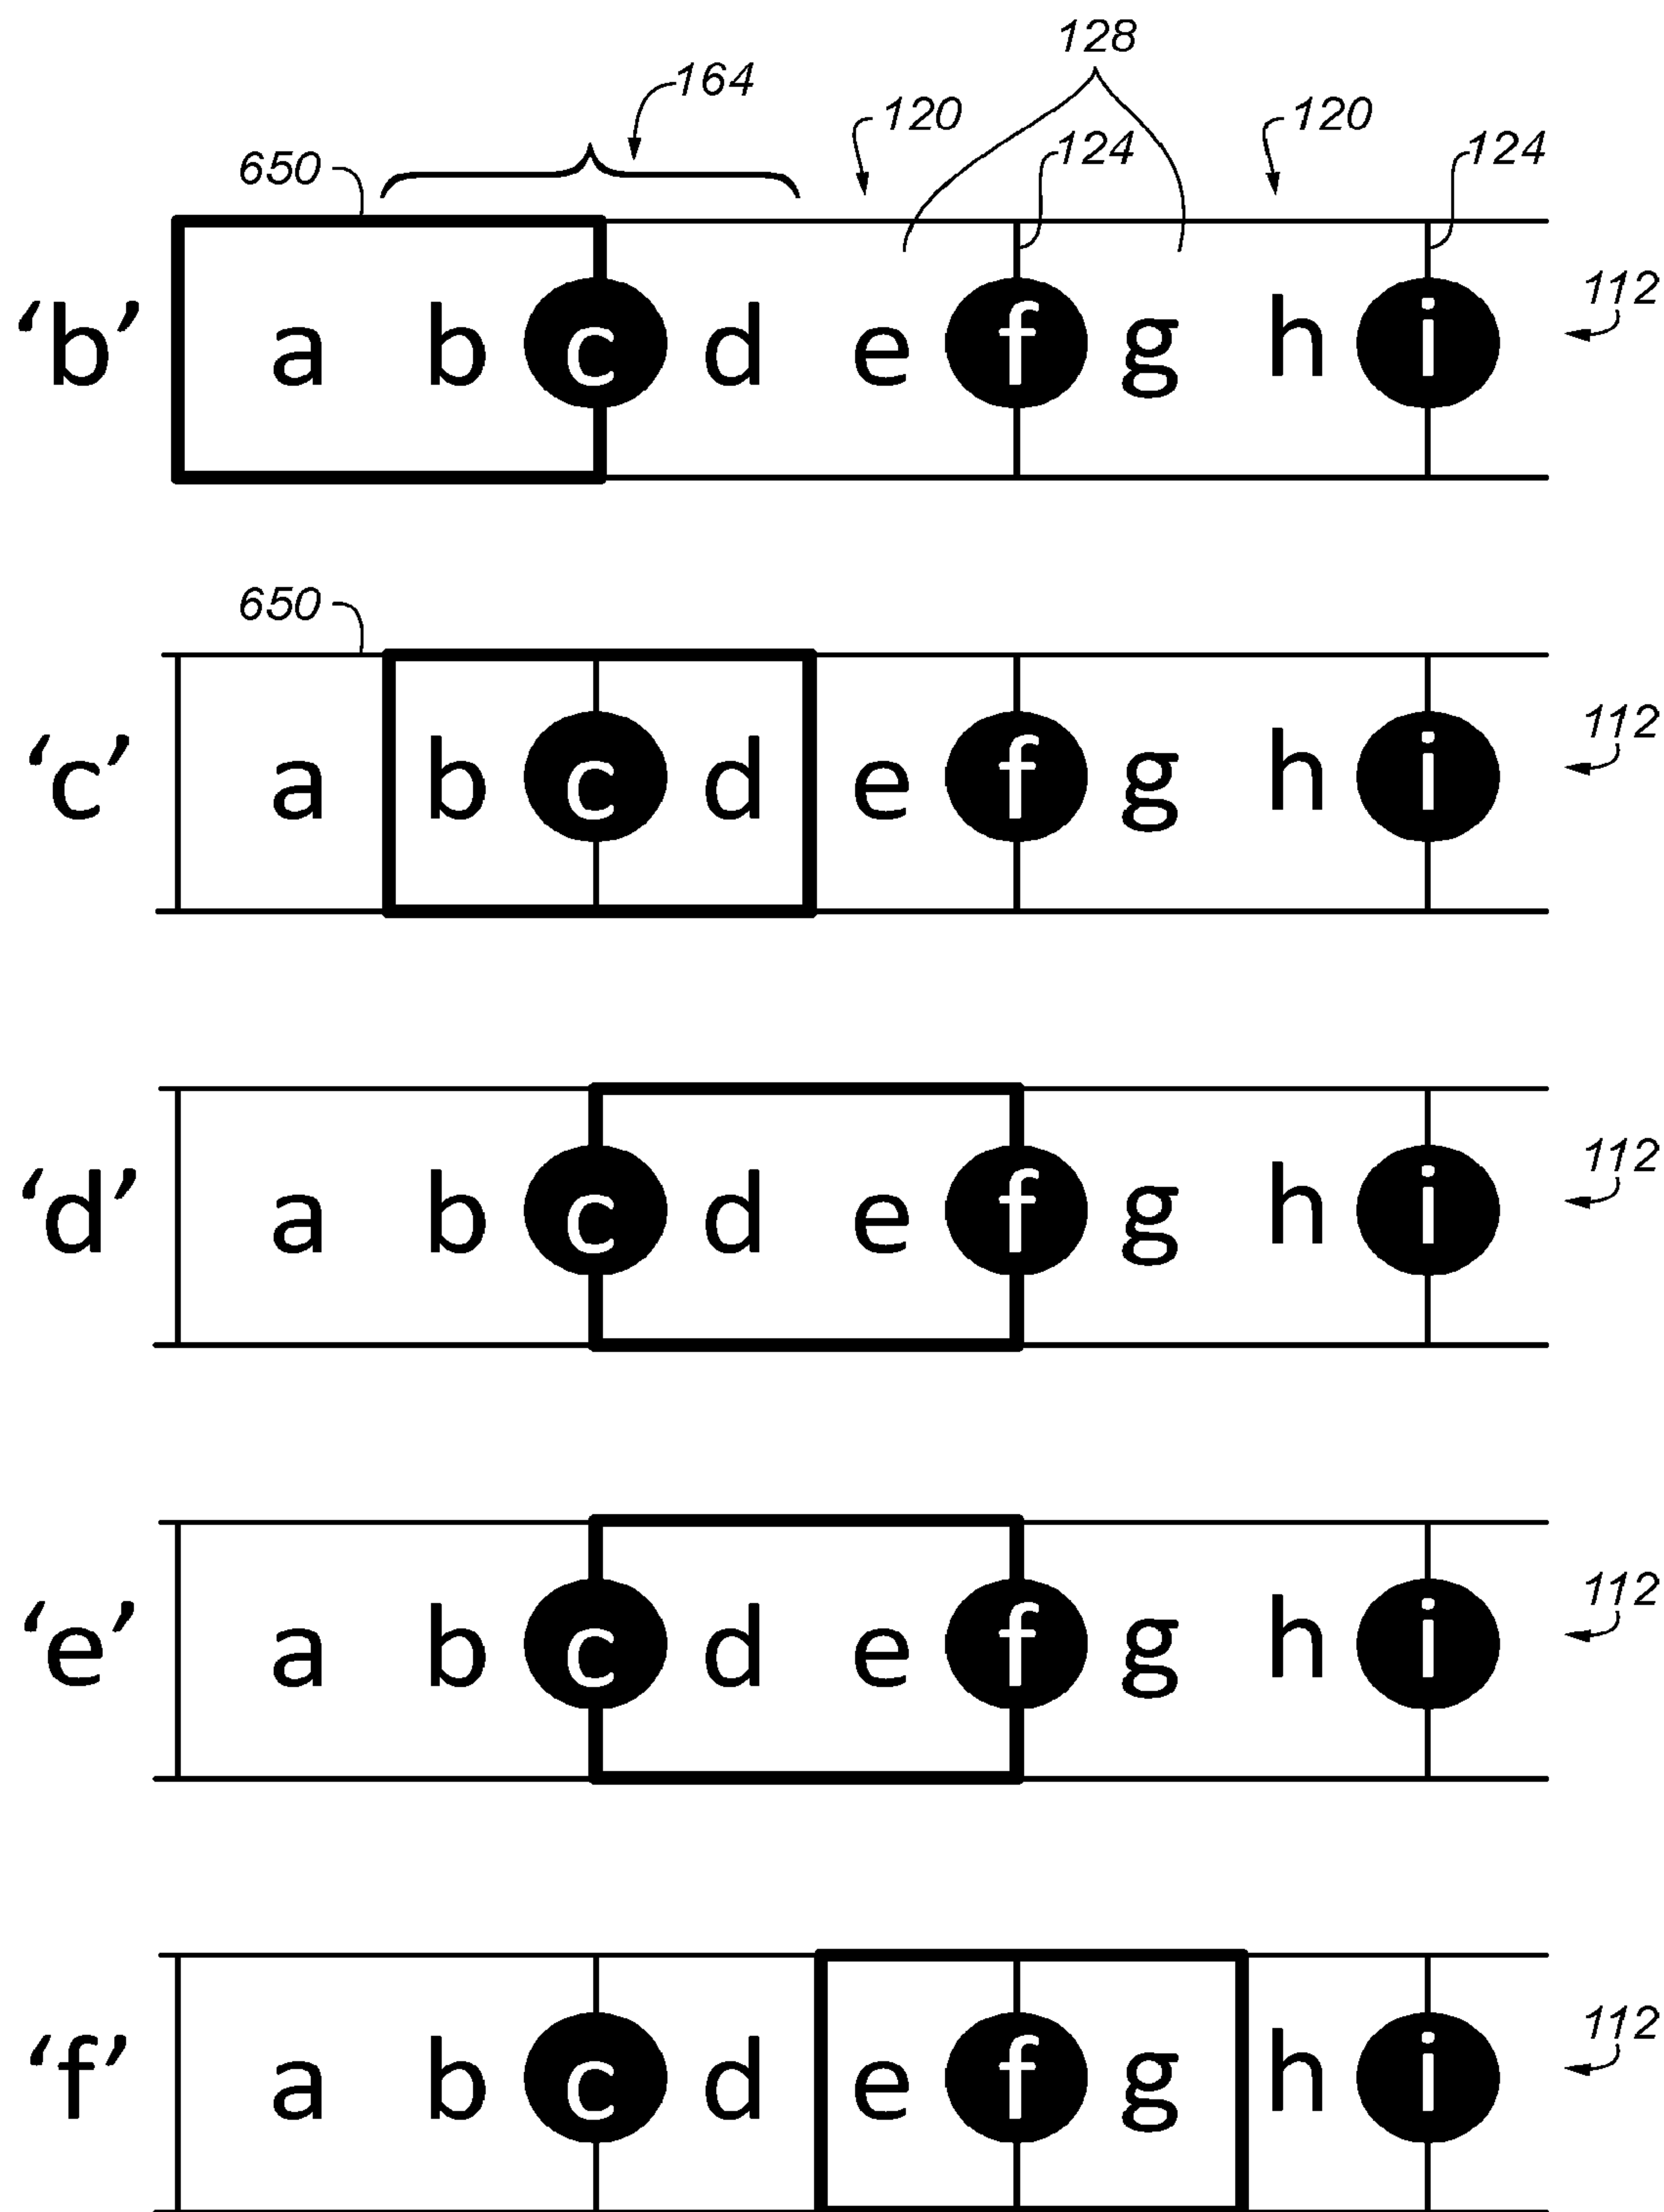 128
164
120 120
124 124
650
‘b’ a b c d e f g h i 112
650
‘c’ a b c d e f g h i 112
‘d’ a b c d e f g h i 112
‘e’ a b c d e f g h i 112
‘f’ a b c d e f g h i 112